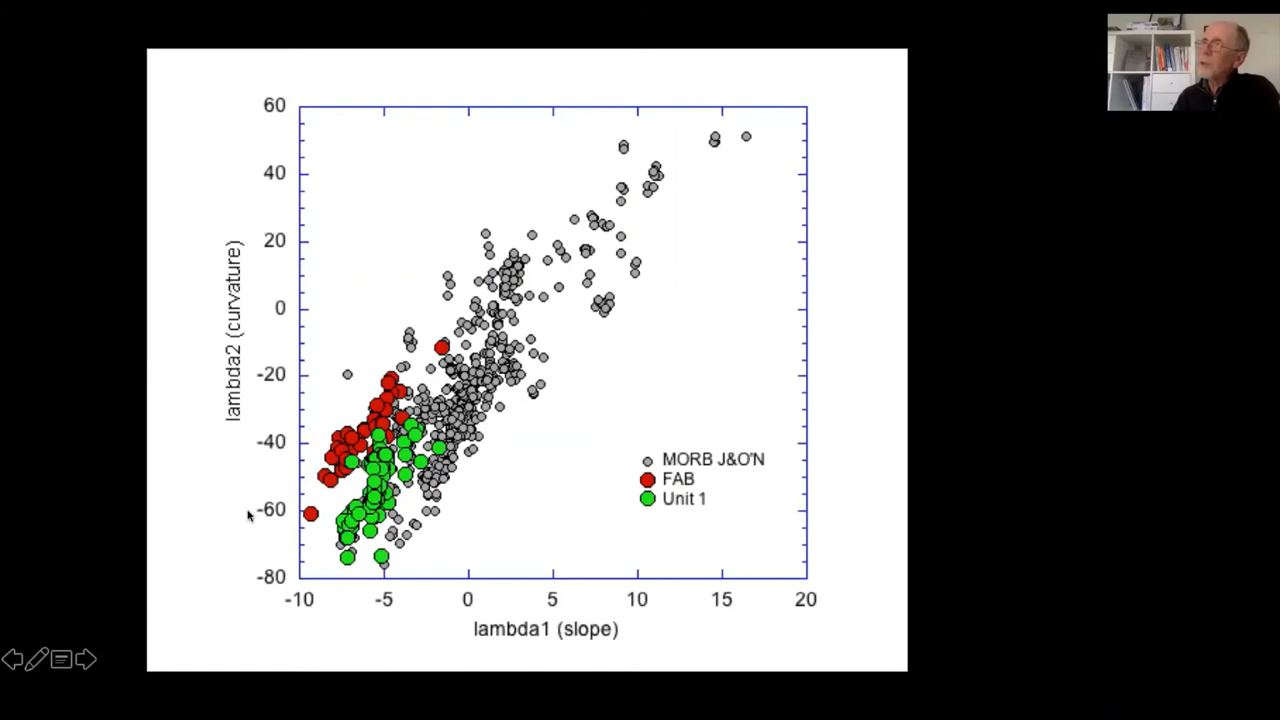 60
40
20
0
-20
-40
-60
-80
lambda2 (curvature)
MORB J&O'N
FAB
Unit 1
-10 -5 0 5 10 15 20
lambda1 (slope)